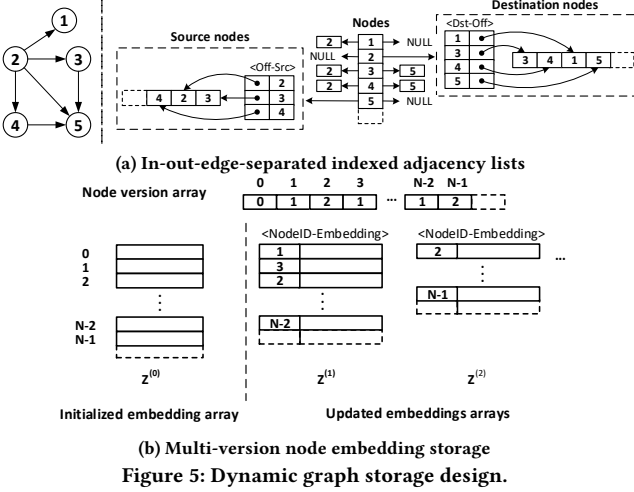 1
2
3
4
5
Source nodes
<Off-Src>
2
3
4
4 2 3
Nodes
2 1 NULL
NULL 2
2 3 5
2 4 5
5 NULL
Destination nodes
<Dst-Off>
1
3
4
5
3 4 1 5
(a) In-out-edge-separated indexed adjacency lists
Node version array
0 1 2 3 N-2 N-1
0 1 2 1 ... 1 2
0
1
2
⋮
N-2
N-1
Z(0)
Initialized embedding array
<NodeID-Embedding>
1
3
2
⋮
N-2
Z(1)
<NodeID-Embedding>
2
⋮
N-1
...
Z(2)
Updated embeddings arrays
(b) Multi-version node embedding storage
Figure 5: Dynamic graph storage design.